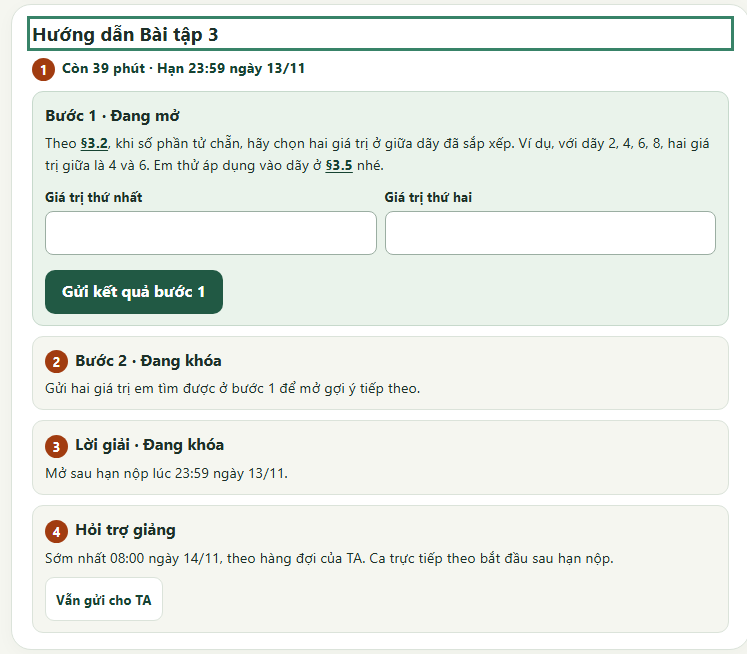 Hướng dẫn Bài tập 3
1 Còn 39 phút · Hạn 23:59 ngày 13/11
Bước 1 · Đang mở
Theo §3.2, khi số phần tử chẵn, hãy chọn hai giá trị ở giữa dãy đã sắp xếp. Ví dụ, với dãy 2, 4, 6, 8, hai giá
trị giữa là 4 và 6. Em thử áp dụng vào dãy ở §3.5 nhé.
Giá trị thứ nhất
Giá trị thứ hai
Gửi kết quả bước 1
2 Bước 2 · Đang khóa
Gửi hai giá trị em tìm được ở bước 1 để mở gợi ý tiếp theo.
3 Lời giải · Đang khóa
Mở sau hạn nộp lúc 23:59 ngày 13/11.
4 Hỏi trợ giảng
Sớm nhất 08:00 ngày 14/11, theo hàng đợi của TA. Ca trực tiếp theo bắt đầu sau hạn nộp.
Vẫn gửi cho TA